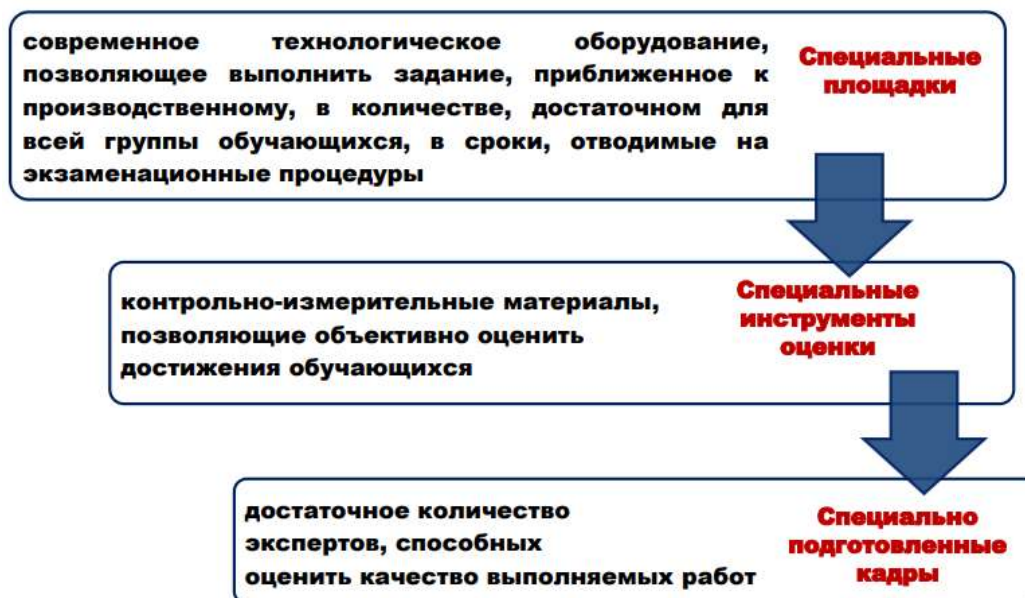 современное технологическое оборудование,
позволяющее выполнить задание, приближенное к
производственному, в количестве, достаточном для
всей группы обучающихся, в сроки, отводимые на
экзаменационные процедуры
Специальные
площадки
контрольно-измерительные материалы,
позволяющие объективно оценить
достижения обучающихся
Специальные
инструменты
оценки
достаточное количество
экспертов, способных
оценить качество выполняемых работ
Специально
подготовленные
кадры